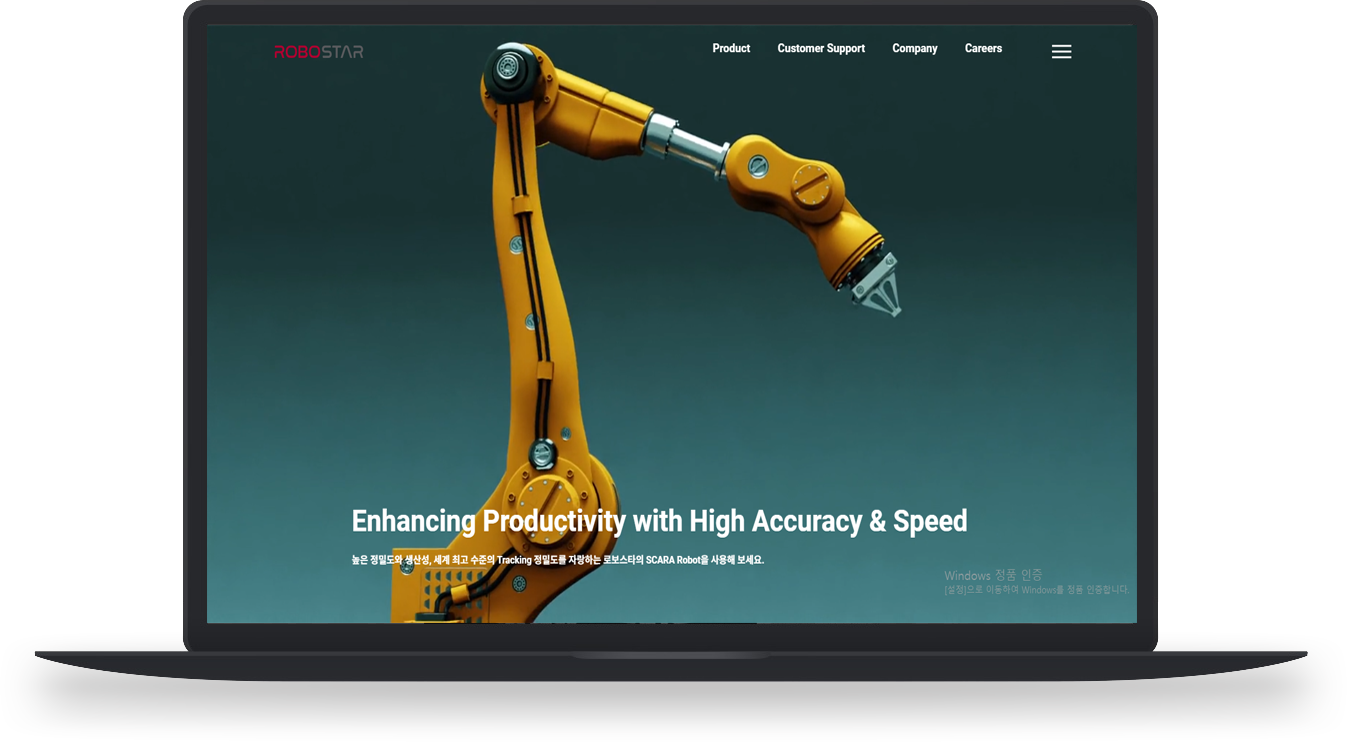 ROBOSTAR
Product Customer Support Company Careers
Enhancing Productivity with High Accuracy & Speed
높은 정밀도와 생산성, 세계 최고 수준의 Tracking 정밀도를 자랑하는 로보스타의 SCARA Robot을 사용해 보세요.
Windows 정품 인증
[설정]으로 이동하여 Windows를 정품 인증합니다.